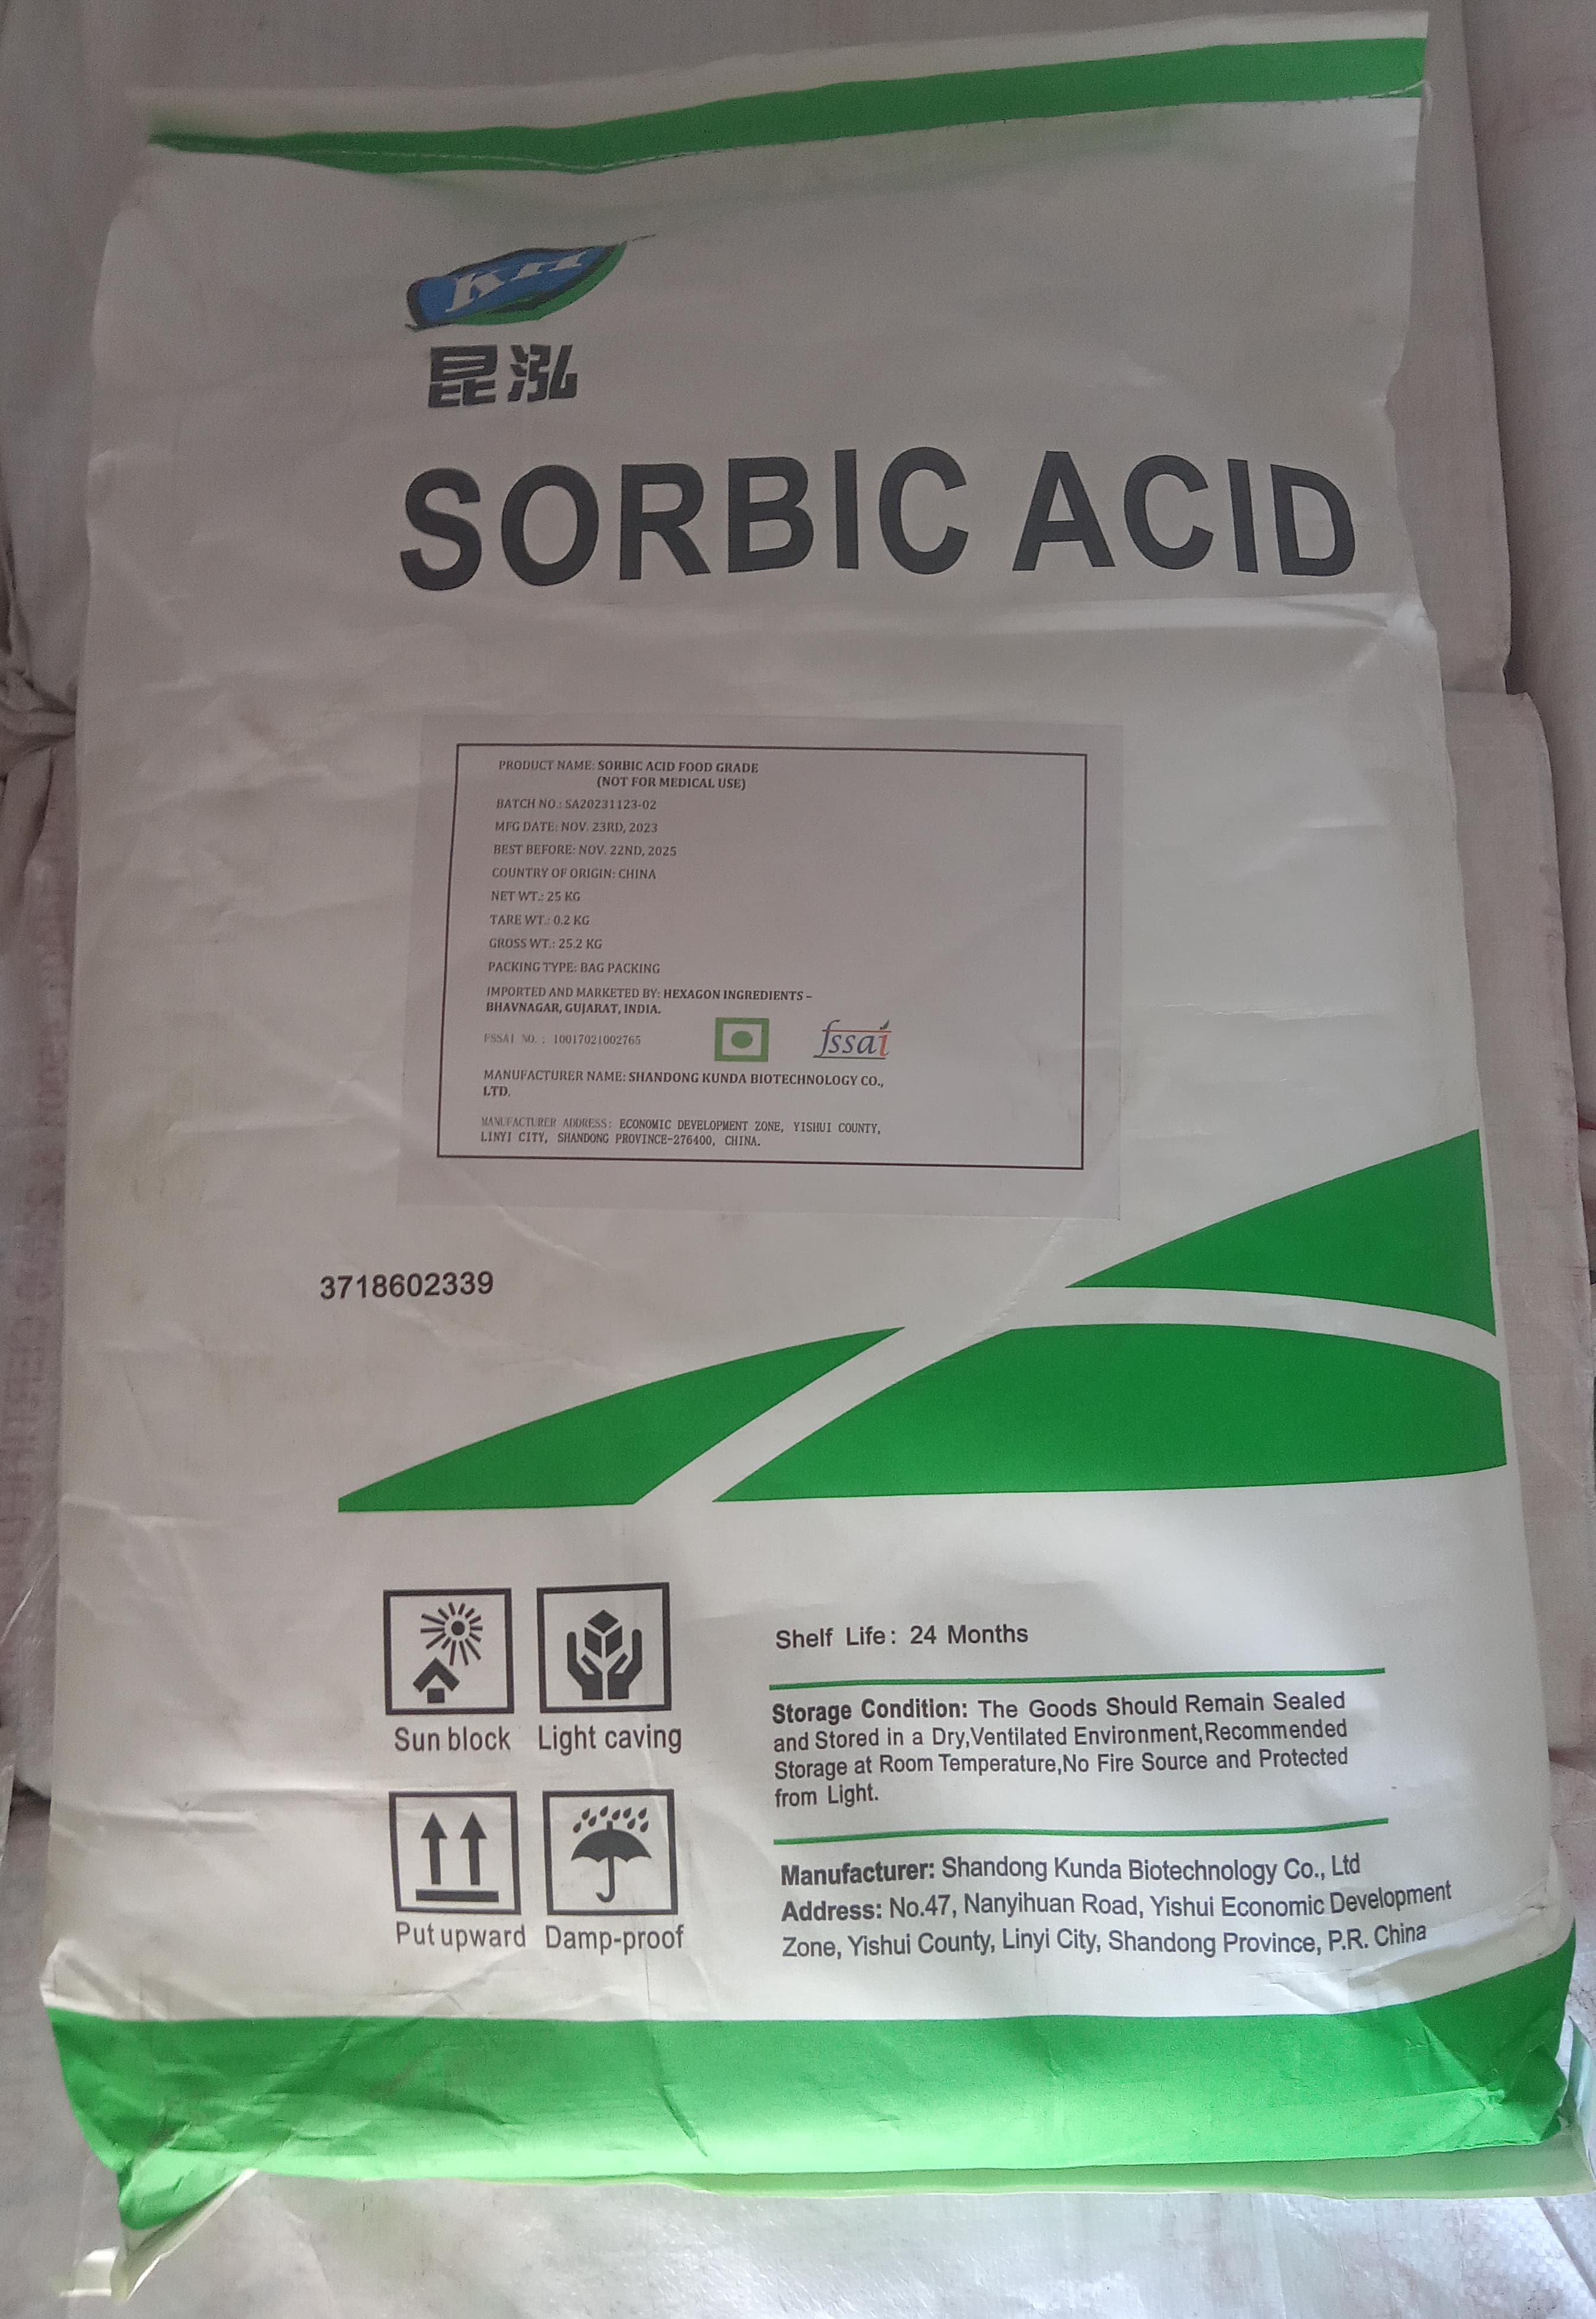 KH
昆泓
SORBIC ACID
PRODUCT NAME: SORBIC ACID FOOD GRADE
(NOT FOR MEDICAL USE)
BATCH NO.: SA20231123-02
MFG DATE: NOV. 23RD, 2023
BEST BEFORE: NOV. 22ND, 2025
COUNTRY OF ORIGIN: CHINA
NET WT.: 25 KG
TARE WT.: 0.2 KG
GROSS WT.: 25.2 KG
PACKING TYPE: BAG PACKING
IMPORTED AND MARKETED BY: HEXAGON INGREDIENTS –
BHAVNAGAR, GUJARAT, INDIA.
FSSAI NO.: 10017021002765
fssai
MANUFACTURER NAME: SHANDONG KUNDA BIOTECHNOLOGY CO.,
LTD.
MANUFACTURER ADDRESS: ECONOMIC DEVELOPMENT ZONE, YISHUI COUNTY,
LINYI CITY, SHANDONG PROVINCE-276400, CHINA.
3718602339
Sun block
Light caving
Put upward
Damp-proof
Shelf Life: 24 Months
Storage Condition: The Goods Should Remain Sealed
and Stored in a Dry,Ventilated Environment,Recommended
Storage at Room Temperature,No Fire Source and Protected
from Light.
Manufacturer: Shandong Kunda Biotechnology Co., Ltd
Address: No.47, Nanyihuan Road, Yishui Economic Development
Zone, Yishui County, Linyi City, Shandong Province, P.R. China